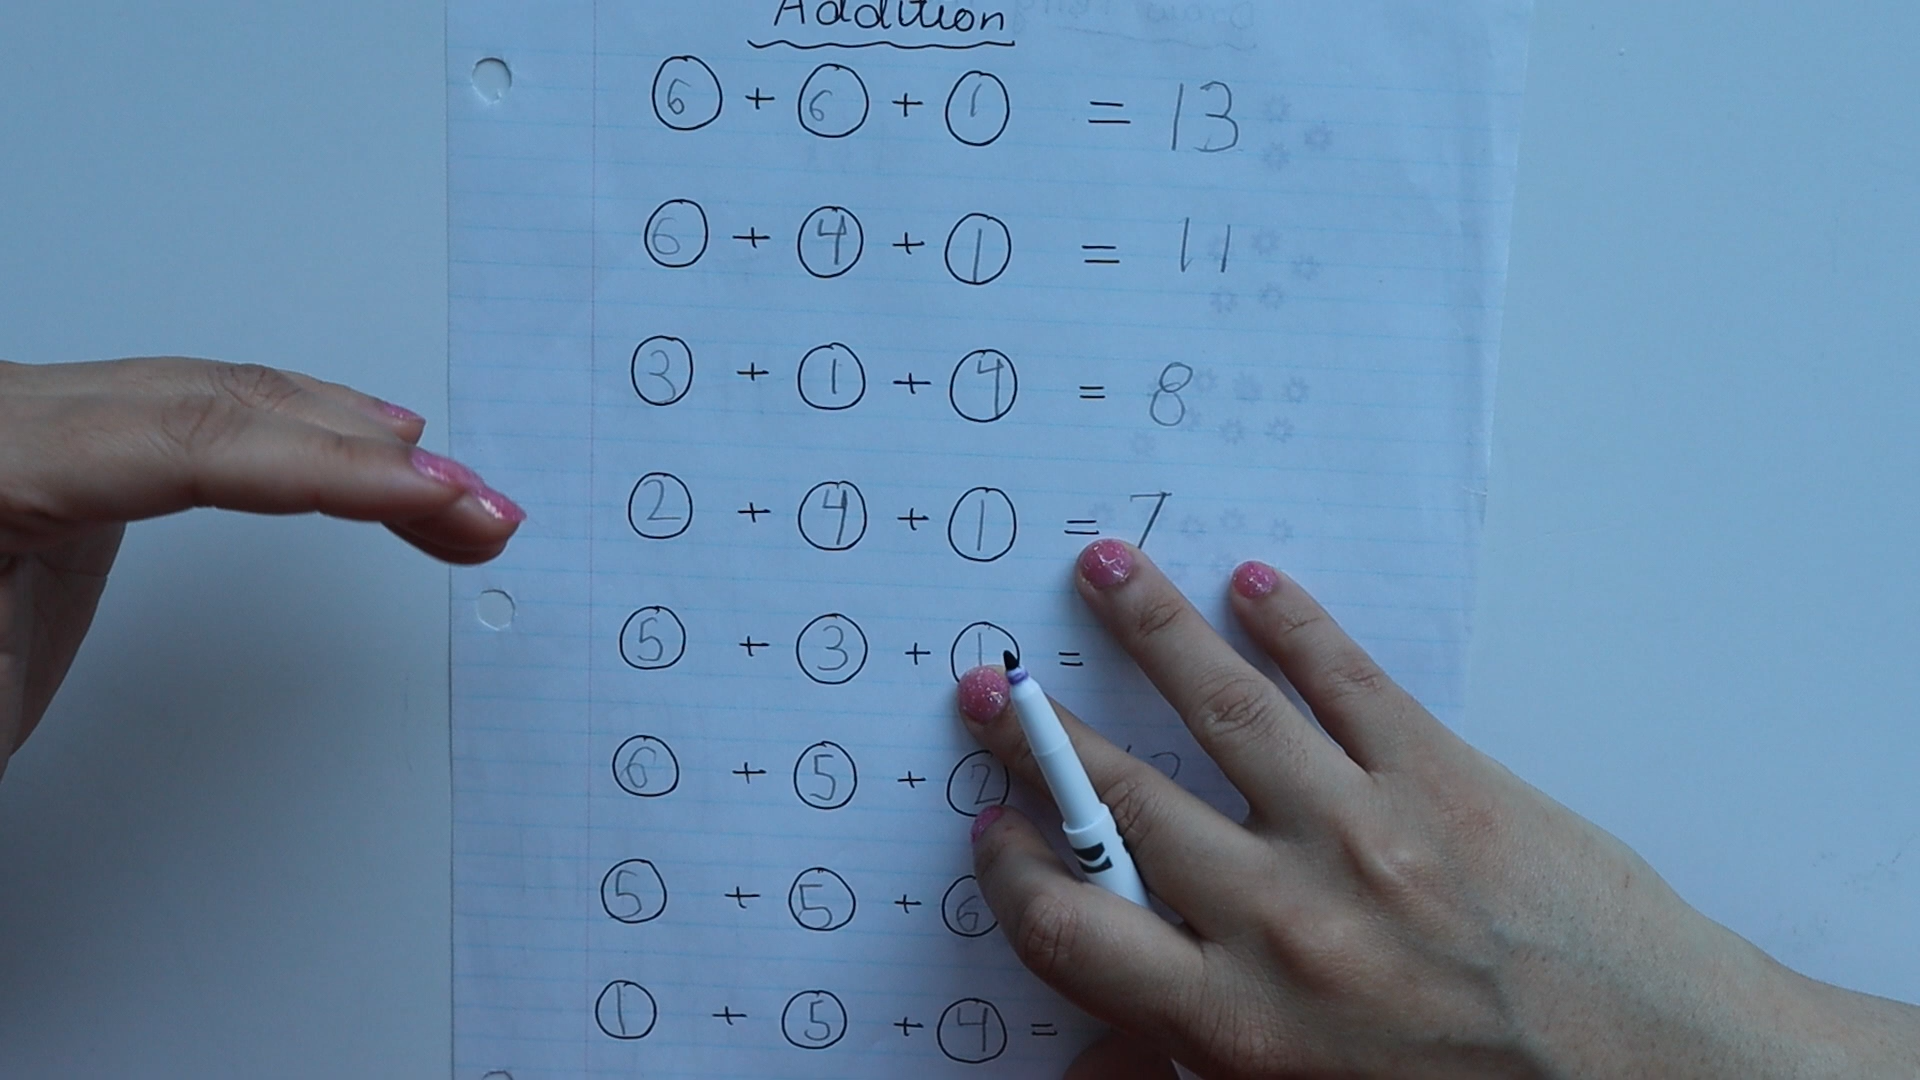 Addition
6 + 6 + 1 = 13
6 + 4 + 1 = 11
3 + 1 + 4 = 8
2 + 4 + 1 = 7
5 + 3 + 1 =
6 + 5 + 2
5 + 5 + 6
1 + 5 + 4 =